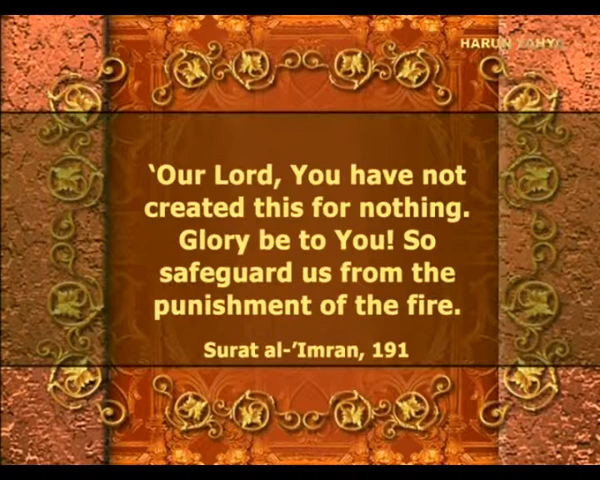 HARUN YAHYA
‘Our Lord, You have not
created this for nothing.
Glory be to You! So
safeguard us from the
punishment of the fire.
Surat al-’Imran, 191